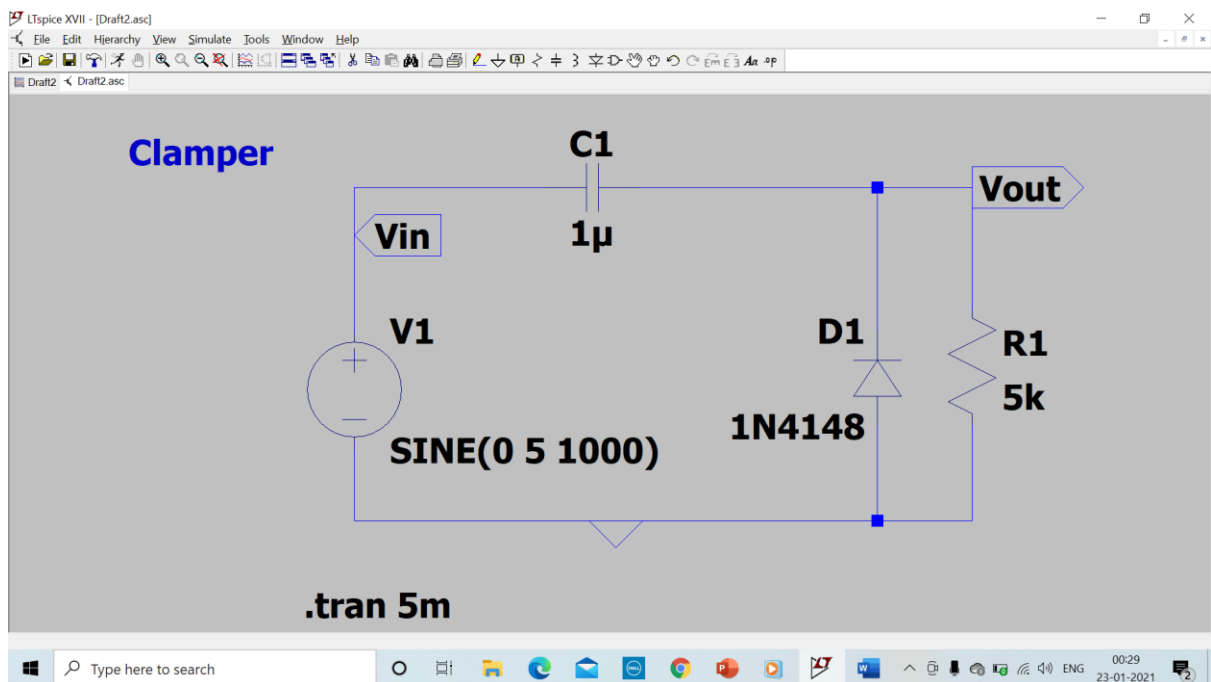 LTspice XVII - [Draft2.asc]
File Edit Hierarchy View Simulate Tools Window Help
Draft2 Draft2.asc
Clamper
C1
1µ
Vin
Vout
V1
SINE(0 5 1000)
D1
1N4148
R1
5k
.tran 5m
Type here to search
ENG
00:29
23-01-2021
2